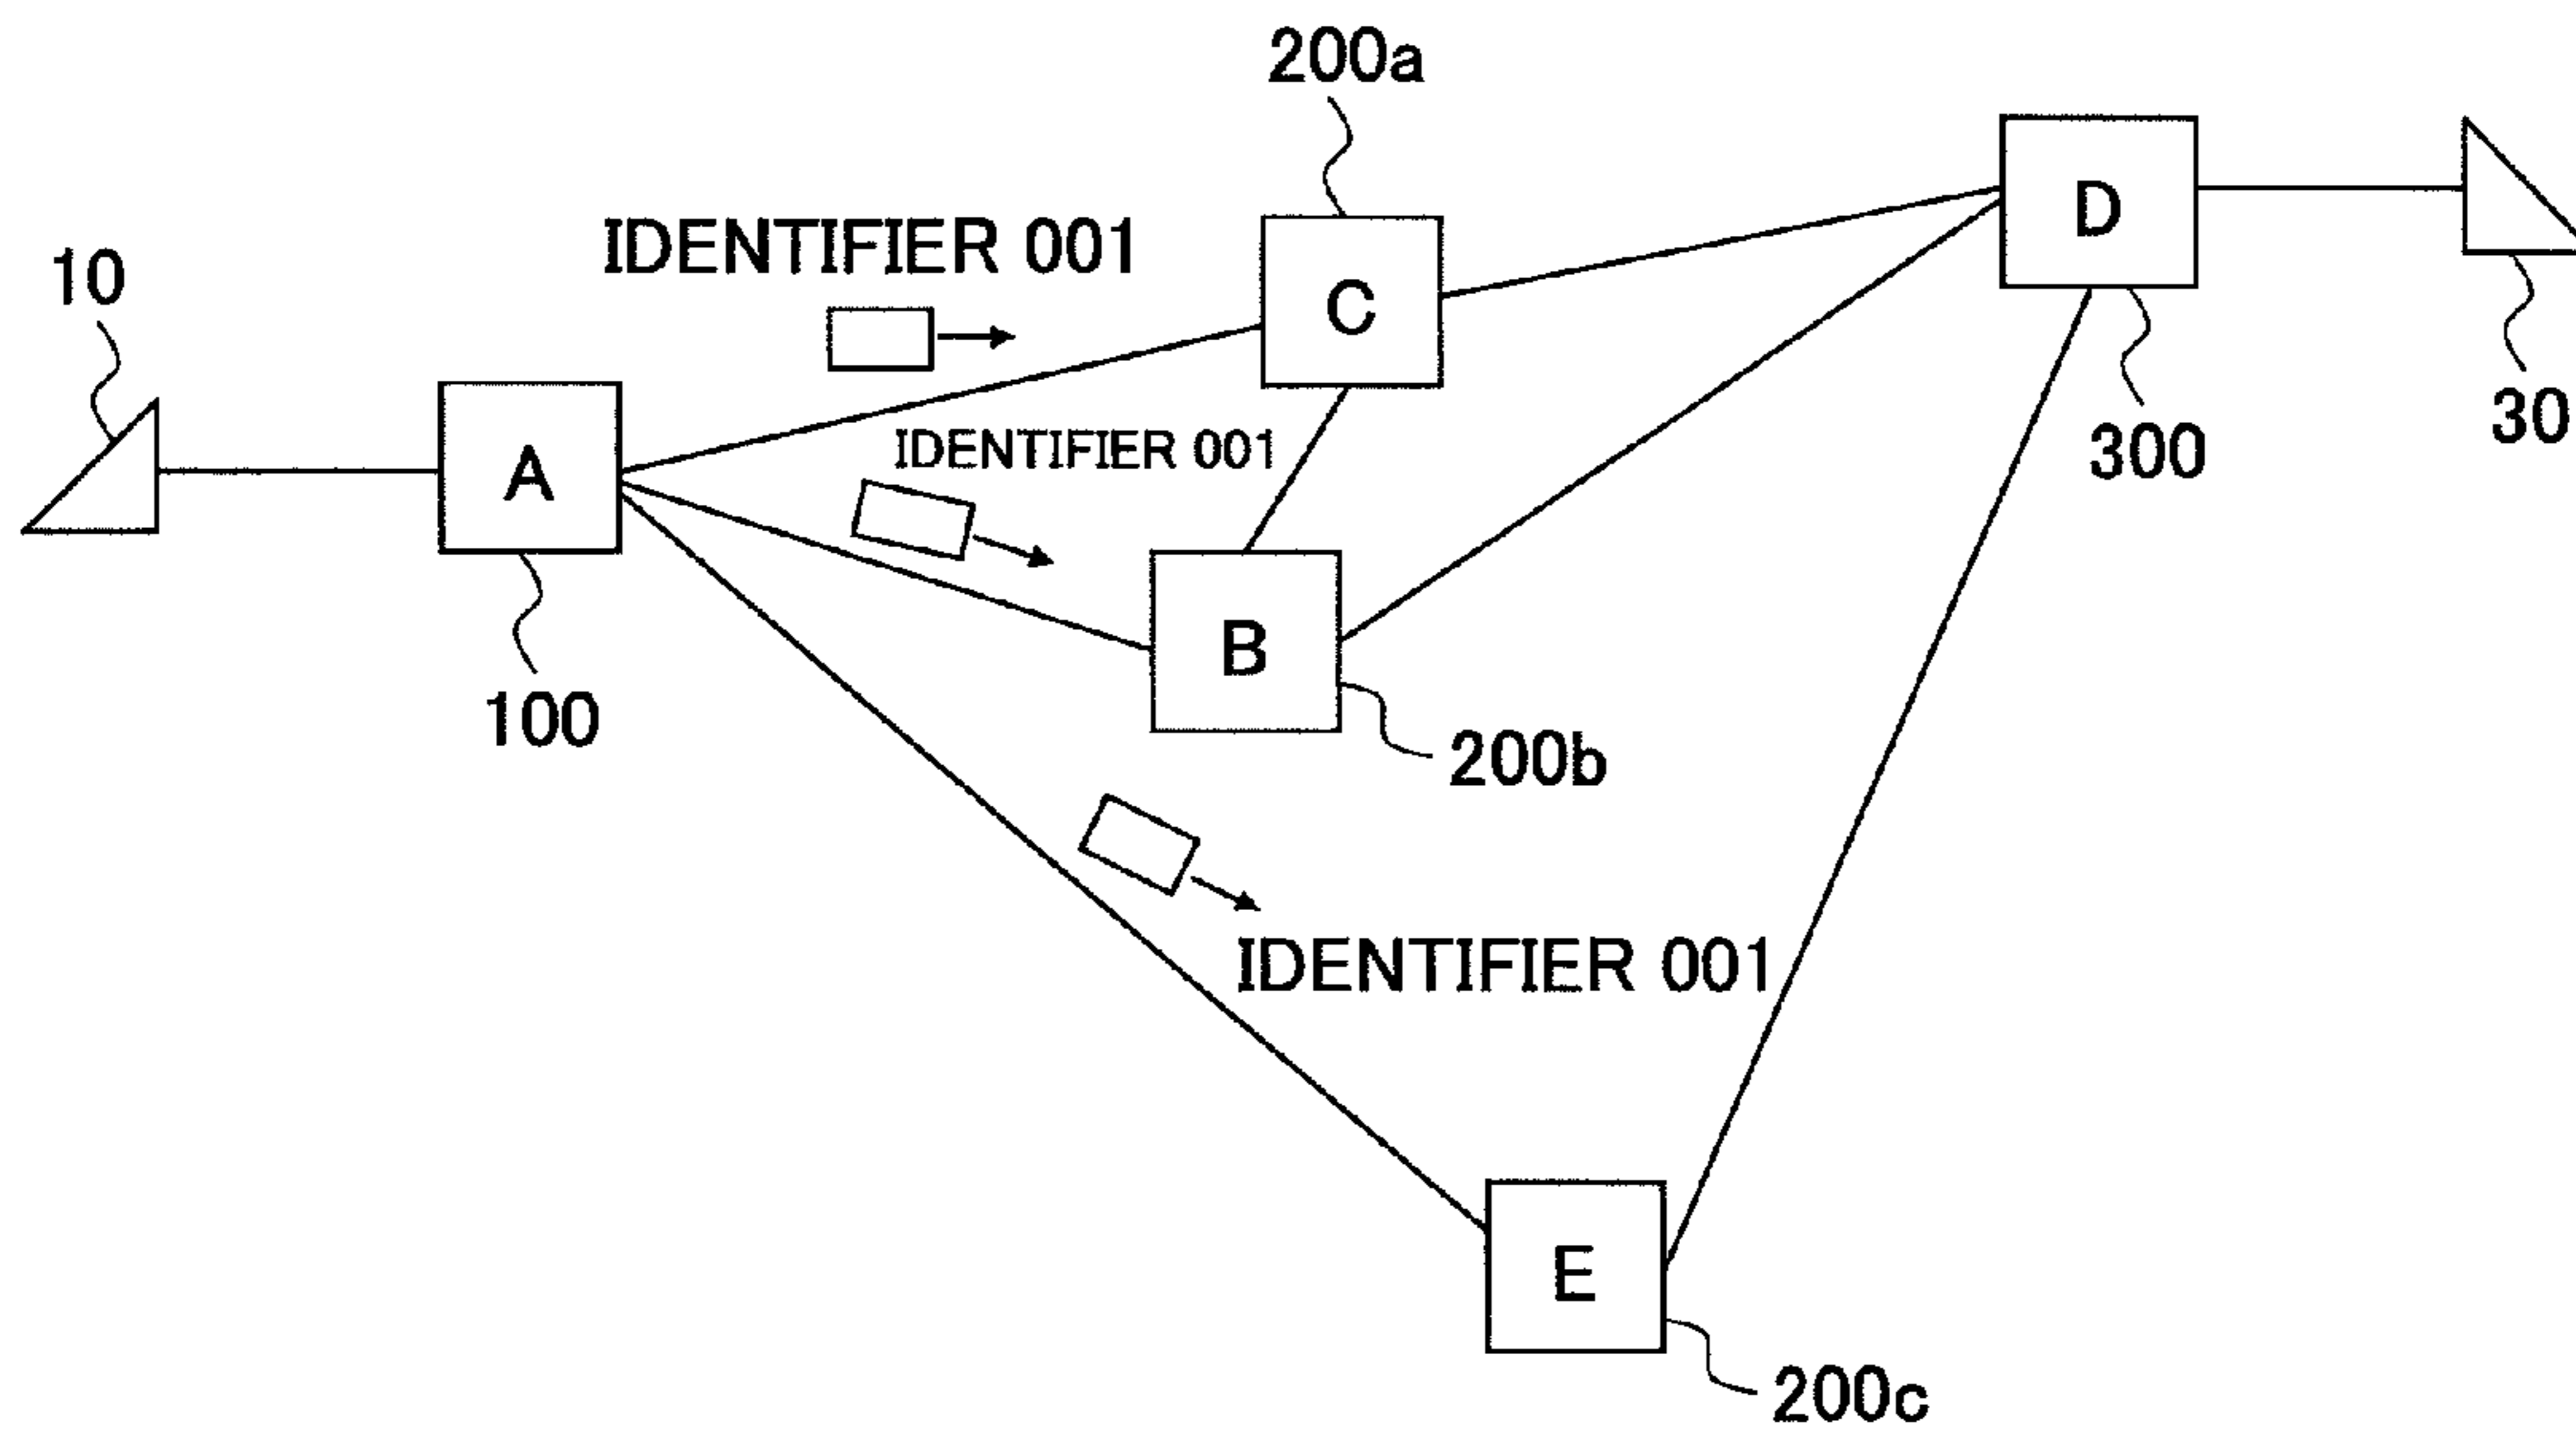 200a
IDENTIFIER 001
10
C
D
30
300
IDENTIFIER 001
A
100
B
200b
IDENTIFIER 001
E
200c